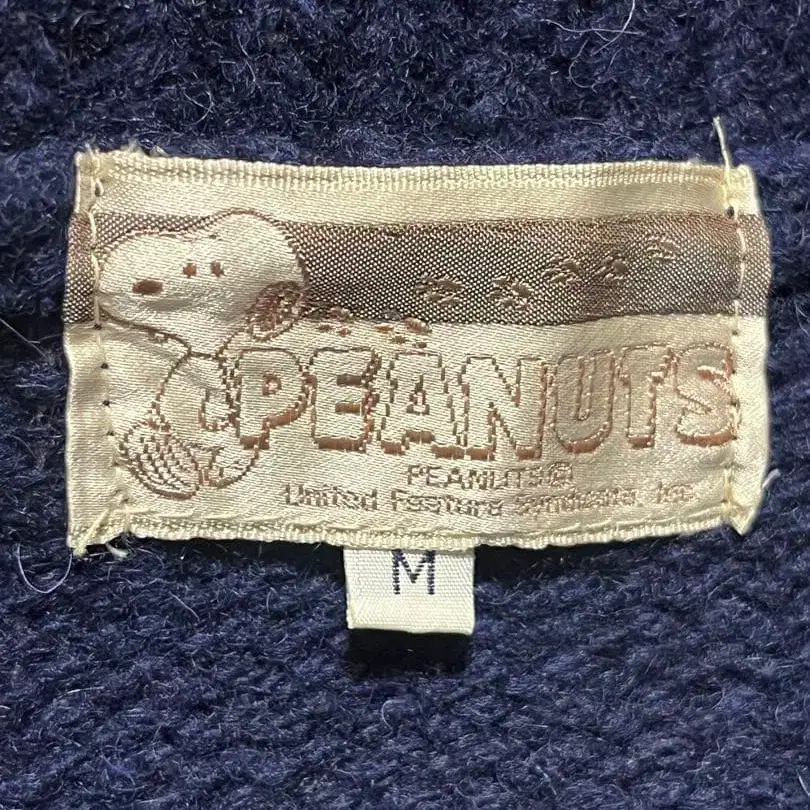 PEANUTS
PEANUTS©
United Feature Syndicate, Inc
M